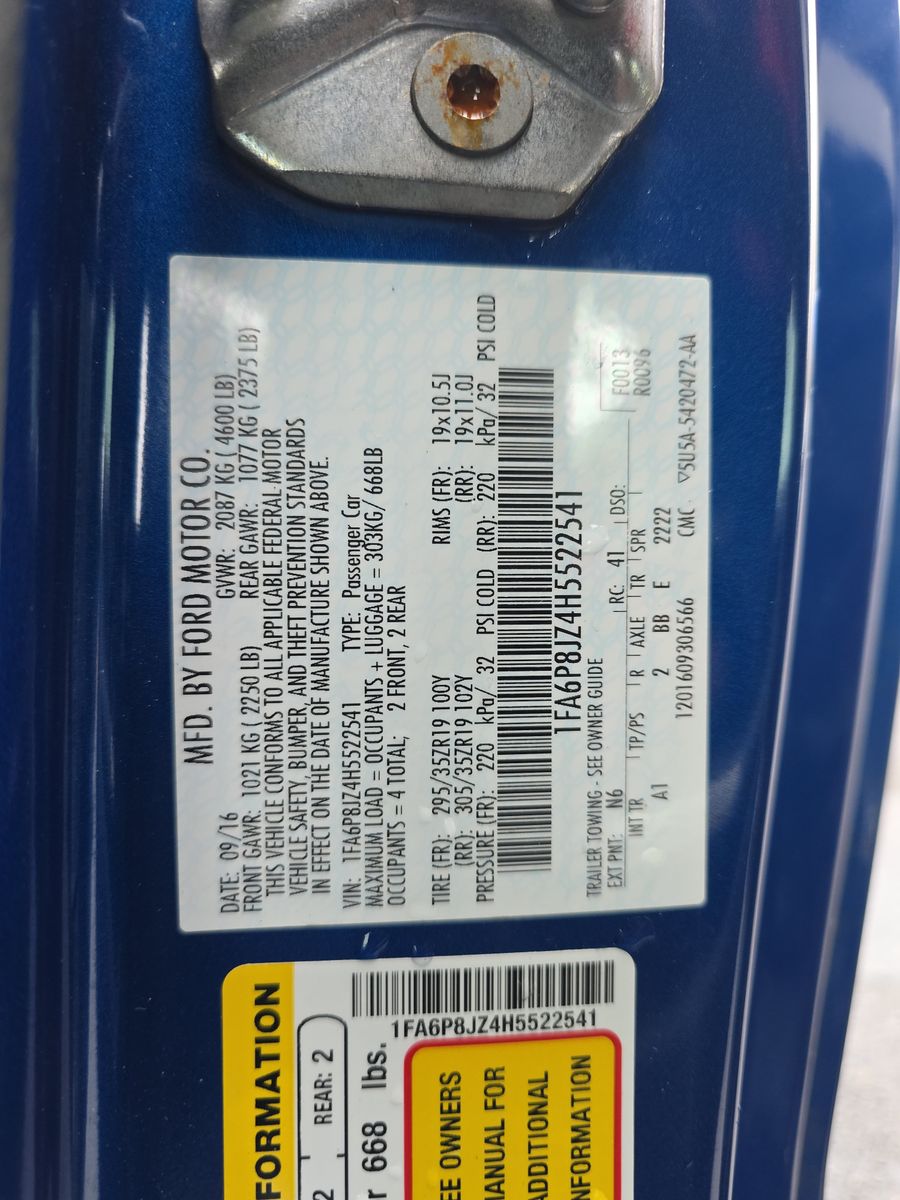 MFD. BY FORD MOTOR CO.
DATE: 09/16 GVWR: 2087 KG ( 4600 LB)
FRONT GAWR: 1021 KG ( 2250 LB) REAR GAWR: 1077 KG ( 2375 LB)
THIS VEHICLE CONFORMS TO ALL APPLICABLE FEDERAL MOTOR
VEHICLE SAFETY, BUMPER, AND THEFT PREVENTION STANDARDS
IN EFFECT ON THE DATE OF MANUFACTURE SHOWN ABOVE.
VIN: 1FA6P8JZ4H5522541 TYPE: Passenger Car
MAXIMUM LOAD = OCCUPANTS + LUGGAGE = 303KG/ 668LB
OCCUPANTS = 4 TOTAL; 2 FRONT, 2 REAR
TIRE (FR): 295/35ZR19 100Y RIMS (FR): 19x10.5J
(RR): 305/35ZR19 102Y (RR): 19x11.0J
PRESSURE (FR): 220 kPa/ 32 PSI COLD (RR): 220 kPa/ 32 PSI COLD
1FA6P8JZ4H5522541
TRAILER TOWING - SEE OWNER GUIDE
EXT PNT: N6 RC: 41 DSO: F0013
R0096
INT TR TP/PS R AXLE TR SPR
A1 2 BB E 2222
1201609306566 CMC ▽5U5A-5420472-AA
FORMATION
2 REAR: 2
r 668 lbs.
1FA6P8JZ4H5522541
EE OWNERS
ANUAL FOR
ADDITIONAL
NFORMATION